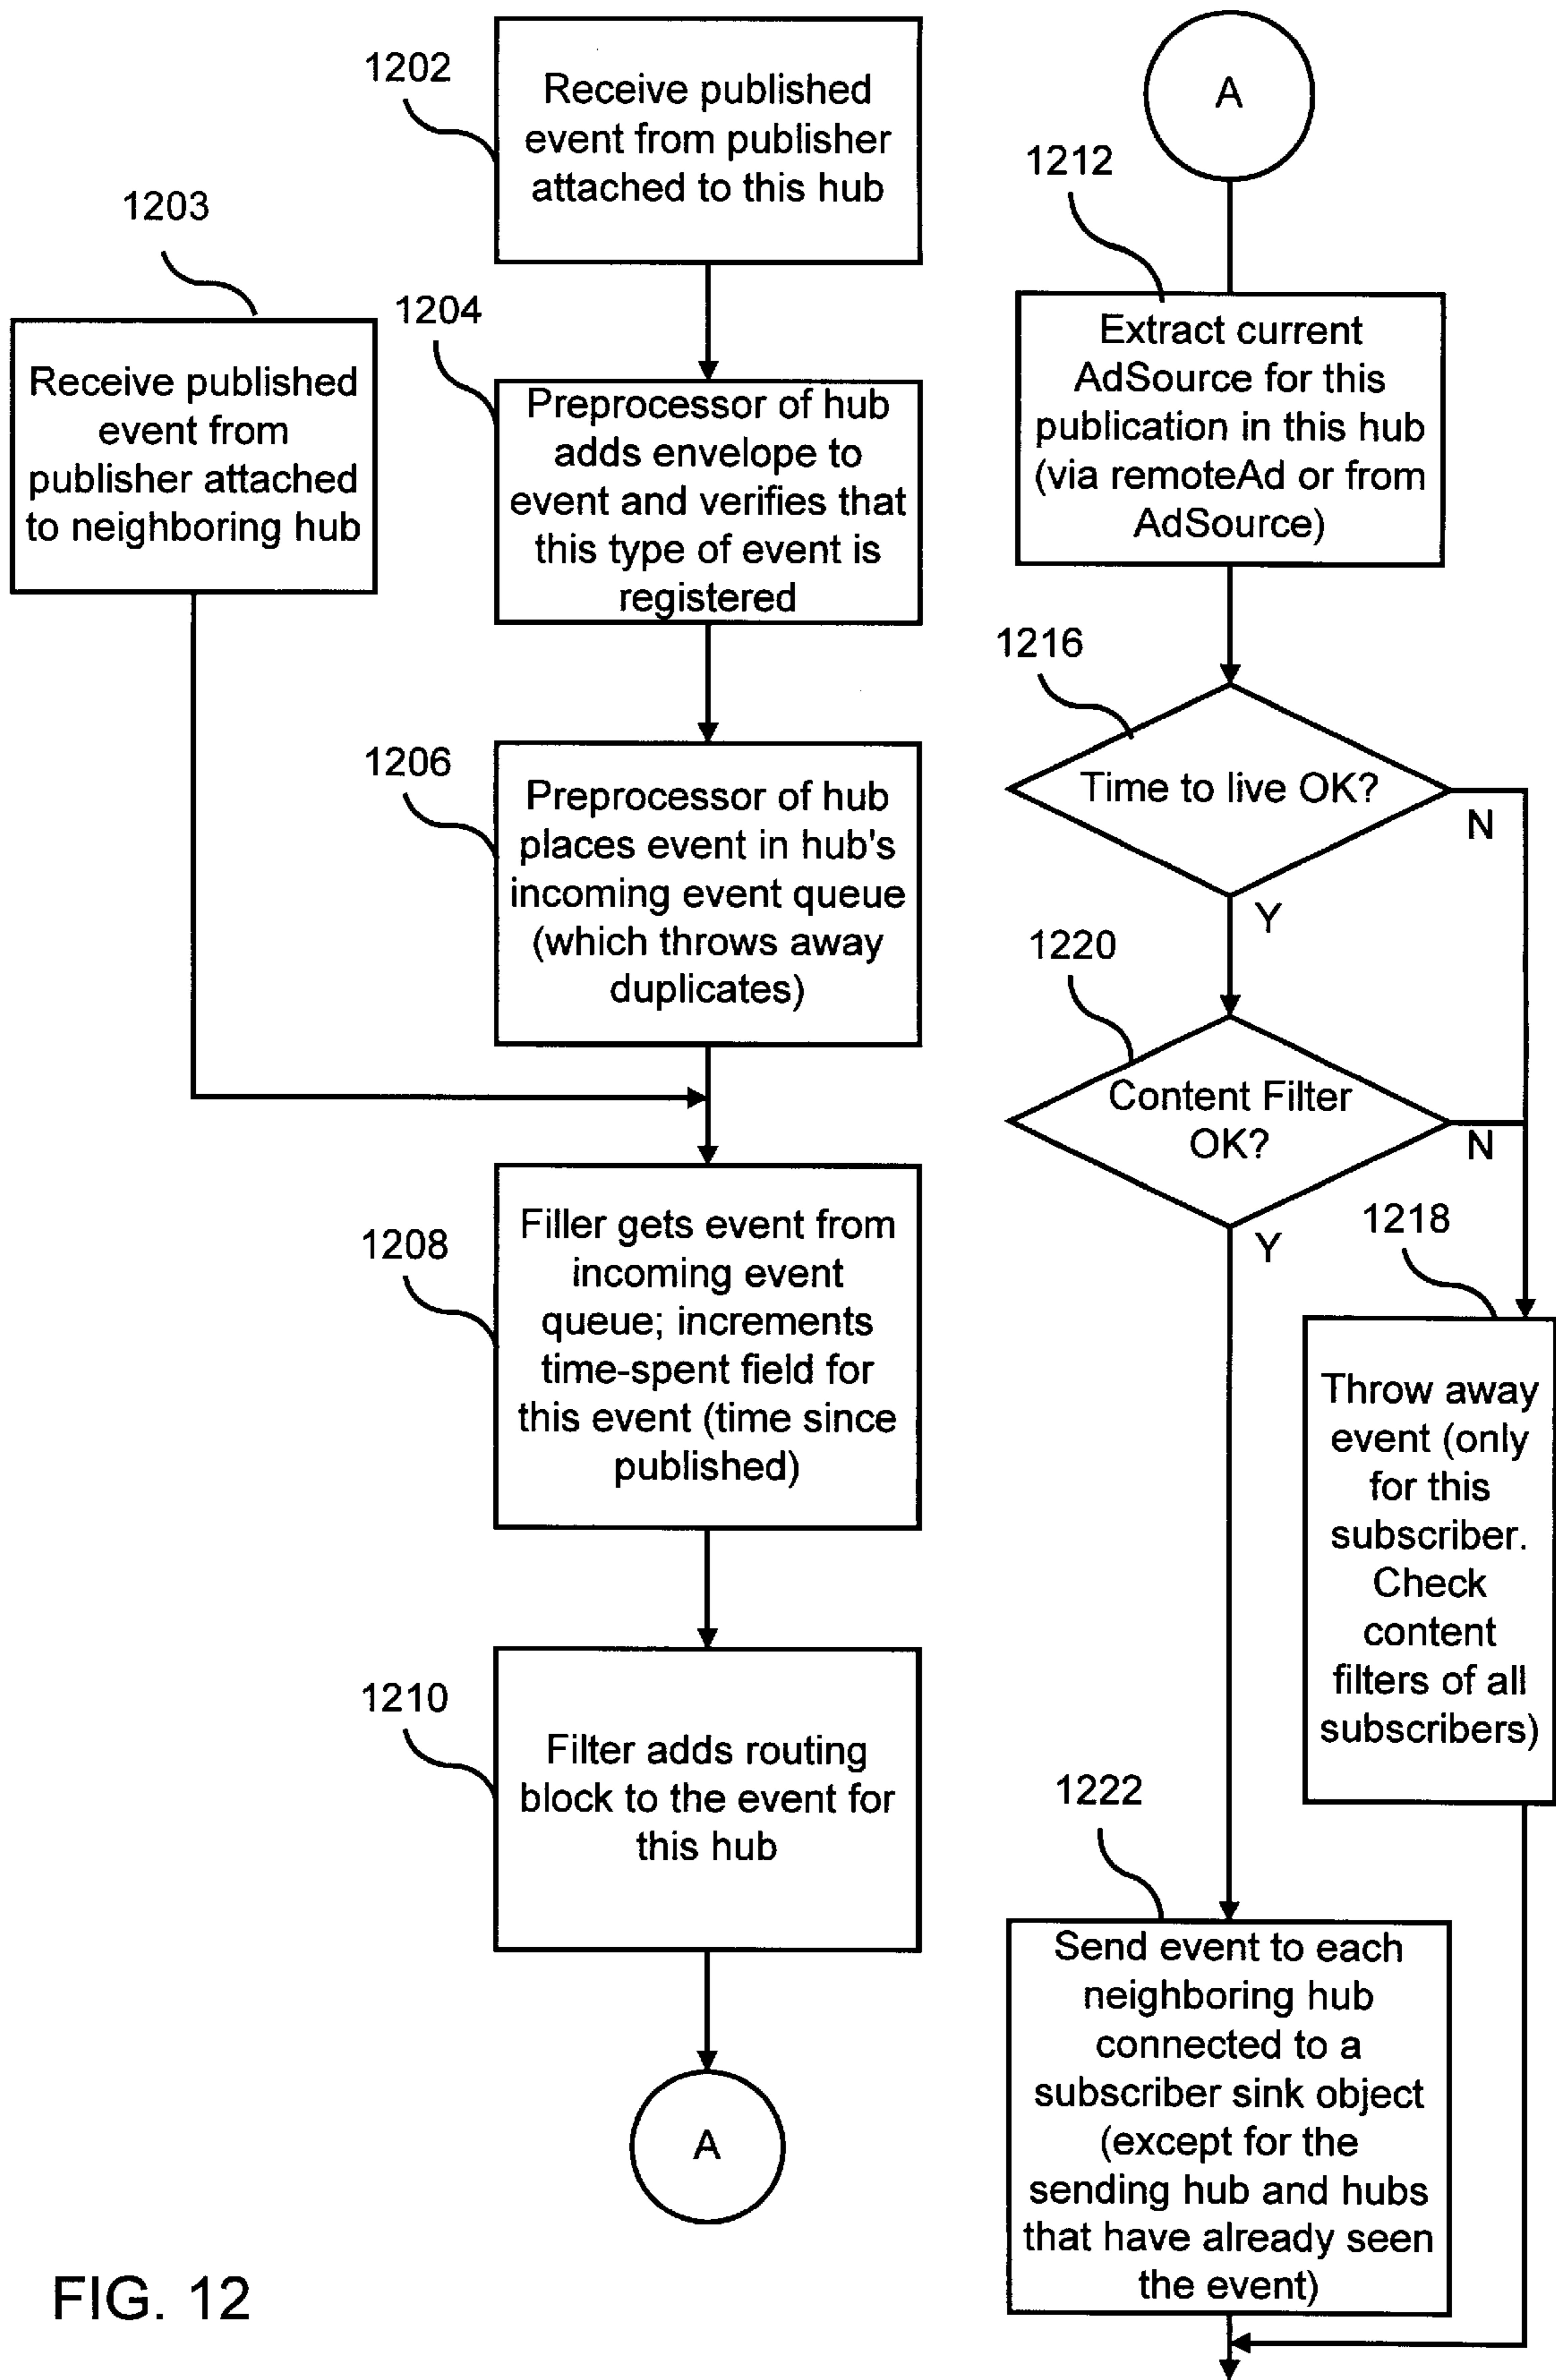 1202
Receive published
event from publisher
attached to this hub
1203
Receive published
event from
publisher attached
to neighboring hub
1204
Preprocessor of hub
adds envelope to
event and verifies that
this type of event is
registered
1206
Preprocessor of hub
places event in hub's
incoming event queue
(which throws away
duplicates)
1208
Filler gets event from
incoming event
queue; increments
time-spent field for
this event (time since
published)
1210
Filter adds routing
block to the event for
this hub
A
FIG. 12
A
1212
Extract current
AdSource for this
publication in this hub
(via remoteAd or from
AdSource)
1216
Time to live OK?
N
Y
1220
Content Filter
OK?
N
Y
1218
Throw away
event (only
for this
subscriber.
Check
content
filters of all
subscribers)
1222
Send event to each
neighboring hub
connected to a
subscriber sink object
(except for the
sending hub and hubs
that have already seen
the event)